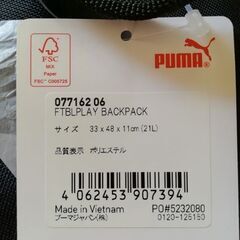 FSC
MIX
Paper
FSC™ C005725
PUMA
077162 06
FTBLPLAY BACKPACK
サイズ 33 x 48 x 11cm (21L)
品質表示 ポリエステル
4 062453 907394
Made in Vietnam PO#5232080
プーマジャパン(株) 0120-125150